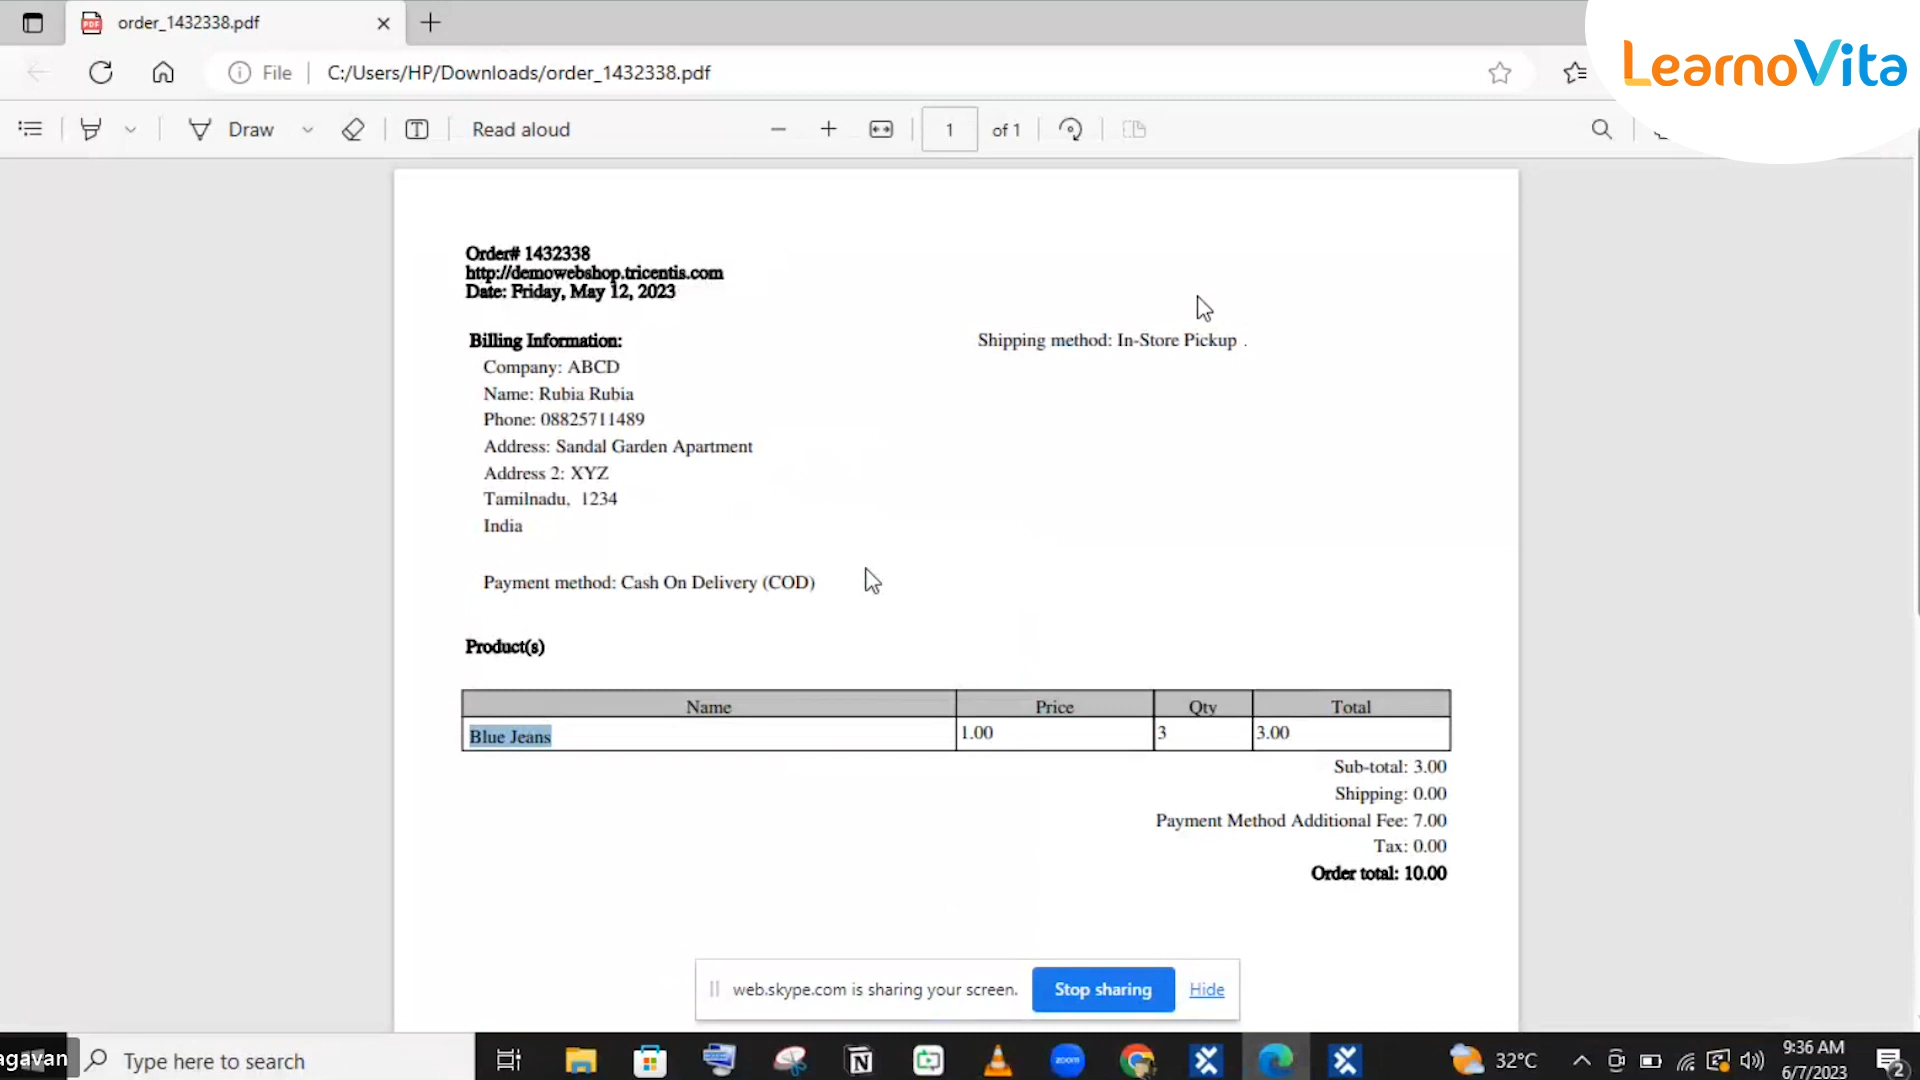 order_1432338.pdf
File
C:/Users/HP/Downloads/order_1432338.pdf
LearnoVita
Draw
Read aloud
1
of 1
Order# 1432338
http://demowebshop.tricentis.com
Date: Friday, May 12, 2023
Billing Information:
Shipping method: In-Store Pickup .
Company: ABCD
Name: Rubia Rubia
Phone: 08825711489
Address: Sandal Garden Apartment
Address 2: XYZ
Tamilnadu, 1234
India
Payment method: Cash On Delivery (COD)
Product(s)
Name Price Qty Total
Blue Jeans 1.00 3 3.00
Sub-total: 3.00
Shipping: 0.00
Payment Method Additional Fee: 7.00
Tax: 0.00
Order total: 10.00
web.skype.com is sharing your screen.
Stop sharing
Hide
agavan
Type here to search
zoom
32°C
9:36 AM
6/7/2023
2